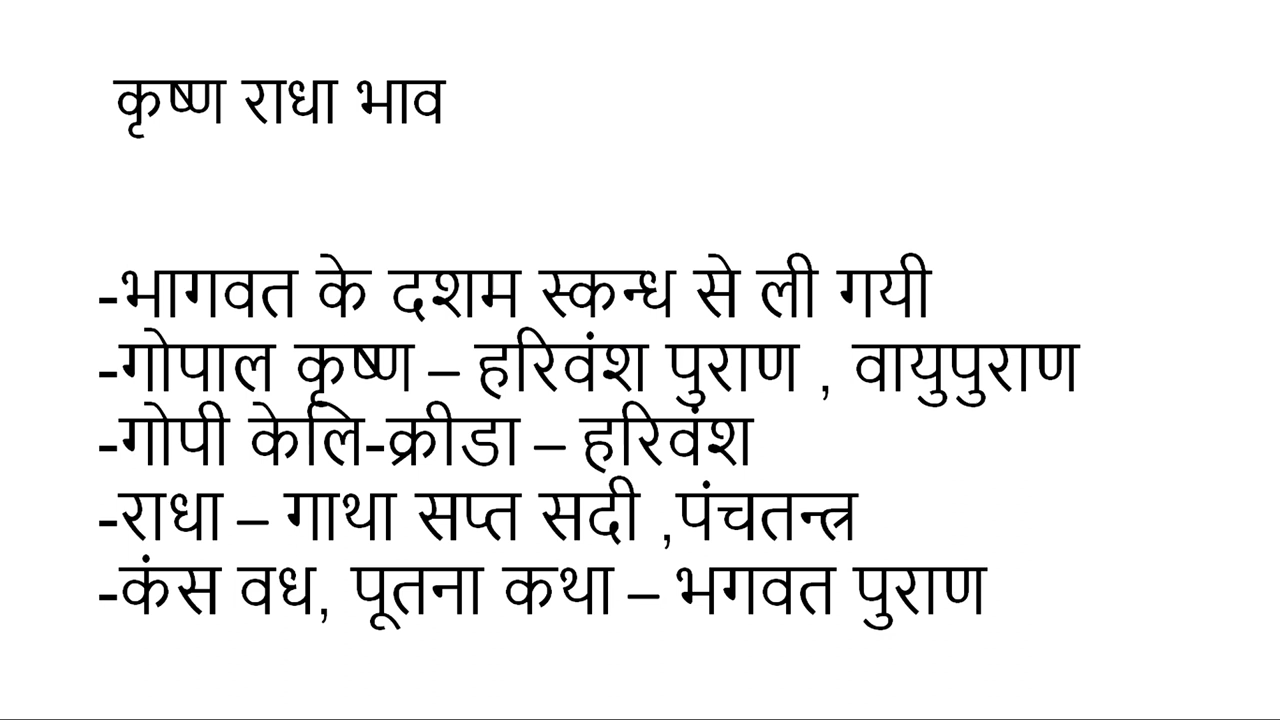 कृष्ण राधा भाव
-भागवत के दशम स्कन्ध से ली गयी
-गोपाल कृष्ण – हरिवंश पुराण , वायुपुराण
-गोपी केलि-क्रीडा – हरिवंश
-राधा – गाथा सप्त सदी ,पंचतन्त्र
-कंस वध, पूतना कथा – भगवत पुराण